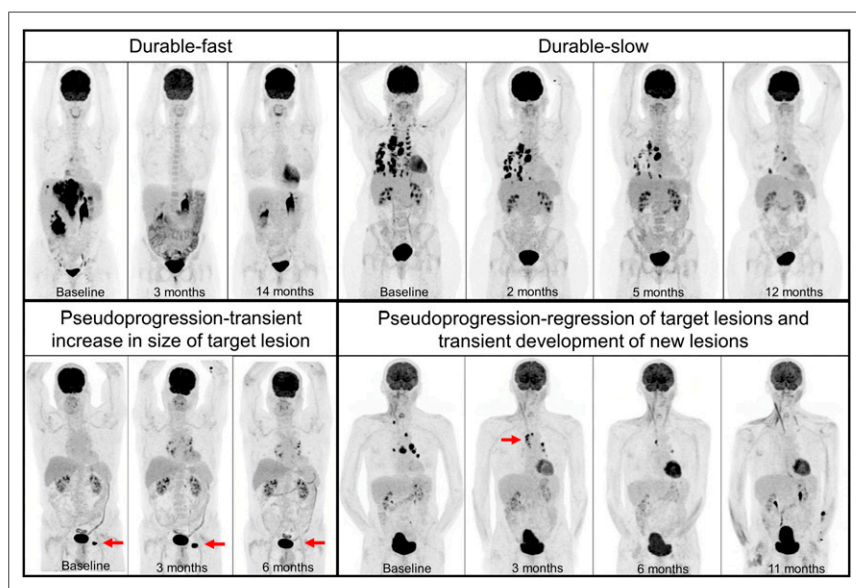 Durable-fast
Durable-slow
Baseline
3 months
14 months
Baseline
2 months
5 months
12 months
Pseudoprogression-transient
increase in size of target lesion
Pseudoprogression-regression of target lesions and
transient development of new lesions
Baseline
3 months
6 months
Baseline
3 months
6 months
11 months